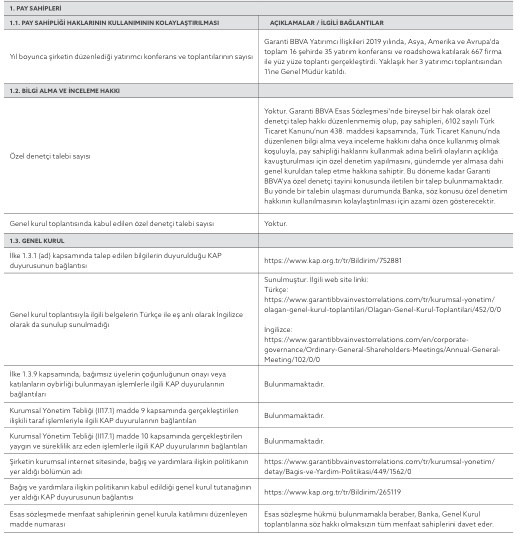 1. PAY SAHİPLERİ
1.1. PAY SAHİPLİĞİ HAKLARININ KULLANIMININ KOLAYLAŞTIRILMASI
AÇIKLAMALAR / İLGİLİ BAĞLANTILAR
Yıl boyunca şirketin düzenlediği yatırımcı konferans ve toplantılarının sayısı
Garanti BBVA Yatırımcı İlişkileri 2019 yılında, Asya, Amerika ve Avrupa'da
toplam 16 şehirde 35 yatırım konferansı ve roadshowa katılarak 667 firma
ile yüz yüze toplantı gerçekleştirdi. Yaklaşık her 3 yatırımcı toplantısından
1'ine Genel Müdür katıldı.
1.2. BİLGİ ALMA VE İNCELEME HAKKI
Özel denetçi talebi sayısı
Yoktur. Garanti BBVA Esas Sözleşmesi'nde bireysel bir hak olarak özel
denetçi talep hakkı düzenlenmemiş olup, pay sahipleri, 6102 sayılı Türk
Ticaret Kanunu'nun 438. maddesi kapsamında, Türk Ticaret Kanunu'nda
düzenlenen bilgi alma veya inceleme hakkını daha önce kullanmış olmak
koşuluyla, pay sahipliği haklarını kullanmak adına belirli olayların açıklığa
kavuşturulması için özel denetim yapılmasını, gündemde yer almasa dahi
genel kuruldan talep etme hakkına sahiptir. Bu döneme kadar Garanti
BBVA'ya özel denetçi tayini konusunda iletilen bir talep bulunmamaktadır.
Bu yönde bir talebin ulaşması durumunda Banka, söz konusu özel denetim
hakkının kullanılmasının kolaylaştırılması için azami özen gösterecektir.
Genel kurul toplantısında kabul edilen özel denetçi talebi sayısı
Yoktur.
1.3. GENEL KURUL
İlke 1.3.1 (ad) kapsamında talep edilen bilgilerin duyurulduğu KAP
duyurusunun bağlantısı
https://www.kap.org.tr/tr/Bildirim/752881
Genel kurul toplantısıyla ilgili belgelerin Türkçe ile eş anlı olarak İngilizce
olarak da sunulup sunulmadığı
Sunulmuştur. İlgili web site linki:
Türkçe:
https://www.garantibbvainvestorrelations.com/tr/kurumsal-yonetim/
olagan-genel-kurul-toplantilari/Olagan-Genel-Kurul-Toplantilari/452/0/0
İngilizce:
https://www.garantibbvainvestorrelations.com/en/corporate-
governance/Ordinary-General-Shareholders-Meetings/Annual-General-
Meeting/102/0/0
İlke 1.3.9 kapsamında, bağımsız üyelerin çoğunluğunun onayı veya
katılanların oybirliği bulunmayan işlemlerle ilgili KAP duyurularının
bağlantıları
Bulunmamaktadır.
Kurumsal Yönetim Tebliği (II17.1) madde 9 kapsamında gerçekleştirilen
ilişkili taraf işlemleriyle ilgili KAP duyurularının bağlantıları
Bulunmamaktadır.
Kurumsal Yönetim Tebliği (II17.1) madde 10 kapsamında gerçekleştirilen
yaygın ve süreklilik arz eden işlemlerle ilgili KAP duyurularının bağlantıları
Bulunmamaktadır.
Şirketin kurumsal internet sitesinde, bağış ve yardımlara ilişkin politikanın
yer aldığı bölümün adı
https://www.garantibbvainvestorrelations.com/tr/kurumsal-yonetim/
detay/Bagis-ve-Yardim-Politikasi/449/1562/0
Bağış ve yardımlara ilişkin politikanın kabul edildiği genel kurul tutanağının
yer aldığı KAP duyurusunun bağlantısı
https://www.kap.org.tr/tr/Bildirim/265119
Esas sözleşmede menfaat sahiplerinin genel kurula katılımını düzenleyen
madde numarası
Esas sözleşme hükmü bulunmamakla beraber, Banka, Genel Kurul
toplantılarına söz hakkı olmaksızın tüm menfaat sahiplerini davet eder.